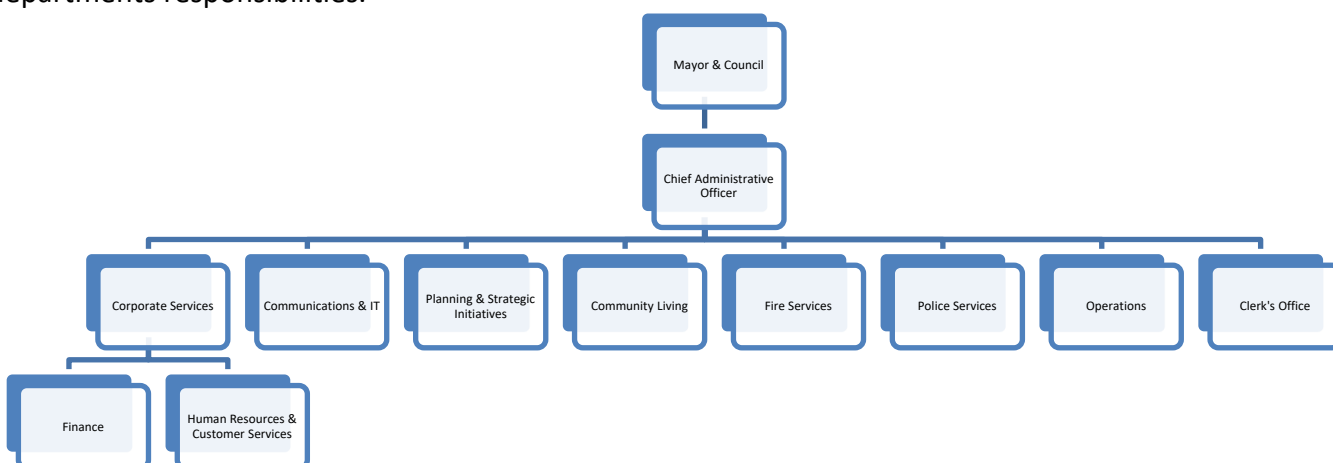 departments responsibilities.
Mayor & Council
Chief Administrative
Officer
Corporate Services
Communications & IT
Planning & Strategic
Initiatives
Community Living
Fire Services
Police Services
Operations
Clerk's Office
Finance
Human Resources &
Customer Services